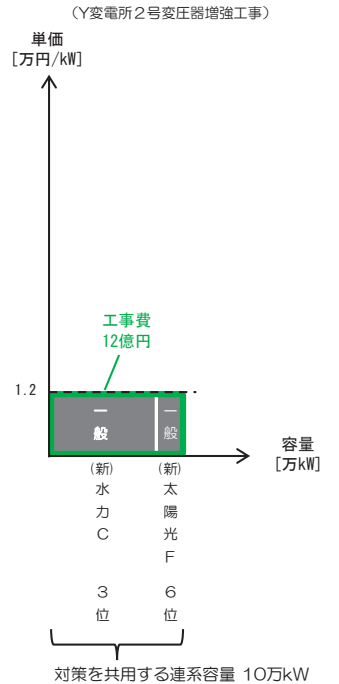 （Y変電所２号変圧器増強工事）
単価
[万円/kW]
工事費
12億円
1.2
一般
一般
容量
[万kW]
(新)水力C 3位
(新)太陽光F 6位
対策を共用する連系容量 10万kW